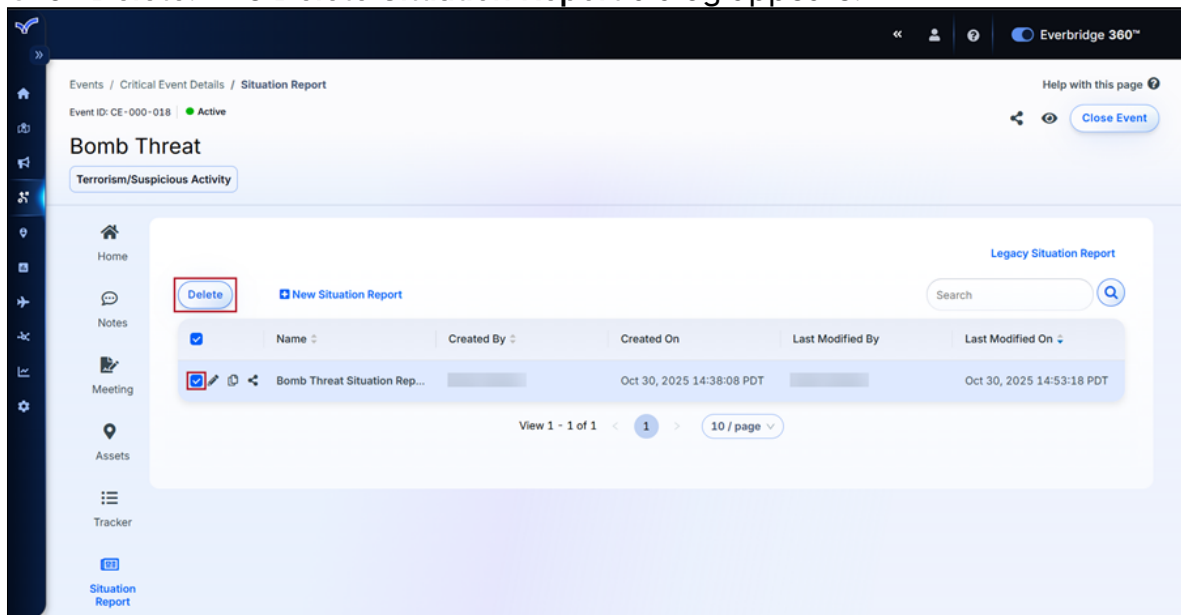 «
Everbridge 360™
»
Events / Critical Event Details / Situation Report
Help with this page
Event ID: CE-000-018 Active
Close Event
Bomb Threat
Terrorism/Suspicious Activity
Home
Legacy Situation Report
Delete
New Situation Report
Search
Notes
Name
Created By
Created On
Last Modified By
Last Modified On
Bomb Threat Situation Rep...
Oct 30, 2025 14:38:08 PDT
Oct 30, 2025 14:53:18 PDT
Meeting
View 1 - 1 of 1 < 1 > 10 / page
Assets
Tracker
Situation
Report